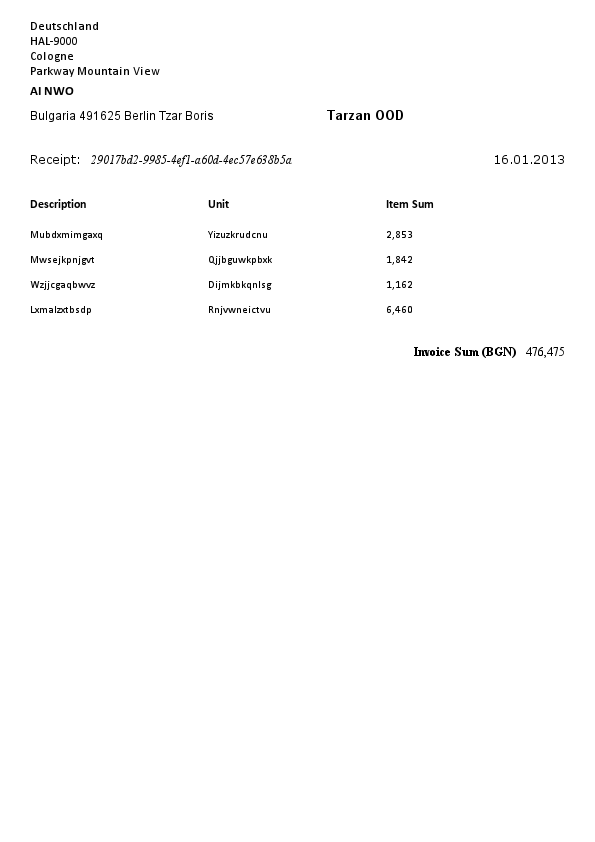 Deutschland
HAL-9000
Cologne
Parkway Mountain View
AI NWO
Bulgaria 491625 Berlin Tzar Boris Tarzan OOD
Receipt: 29017bd2-9985-4ef1-a60d-4ec57e638b5a 16.01.2013
Description Unit Item Sum
Mubdxmimgaxq Yizuzkrudcnu 2,853
Mwsejkpnjgvt Qjjbguwkpbxk 1,842
Wzjjcgaqbwvz Dijmkbkqnlsg 1,162
Lxmalzxtbsdp Rnjvwneictvu 6,460
Invoice Sum (BGN) 476,475